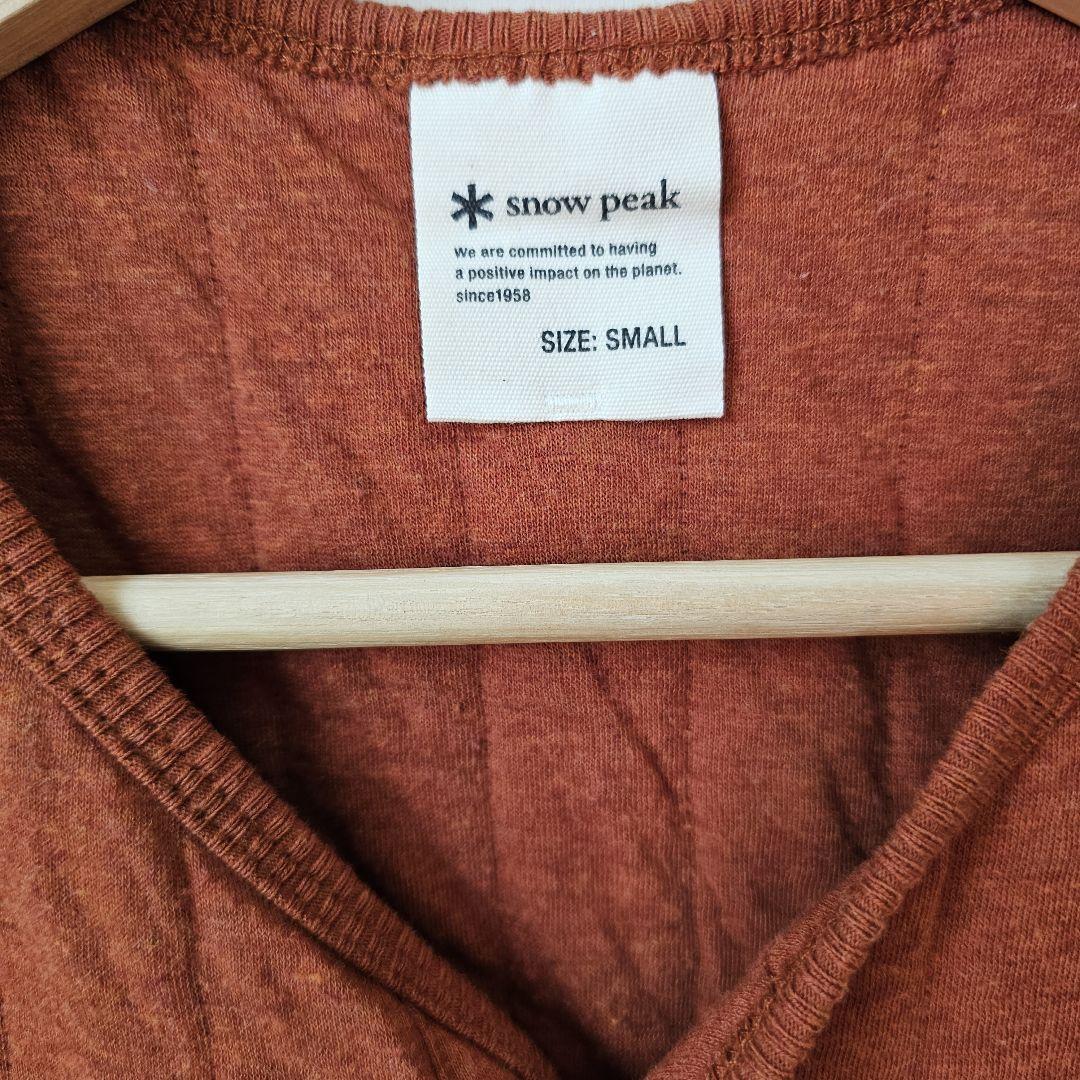 snow peak
We are committed to having
a positive impact on the planet.
since1958
SIZE: SMALL